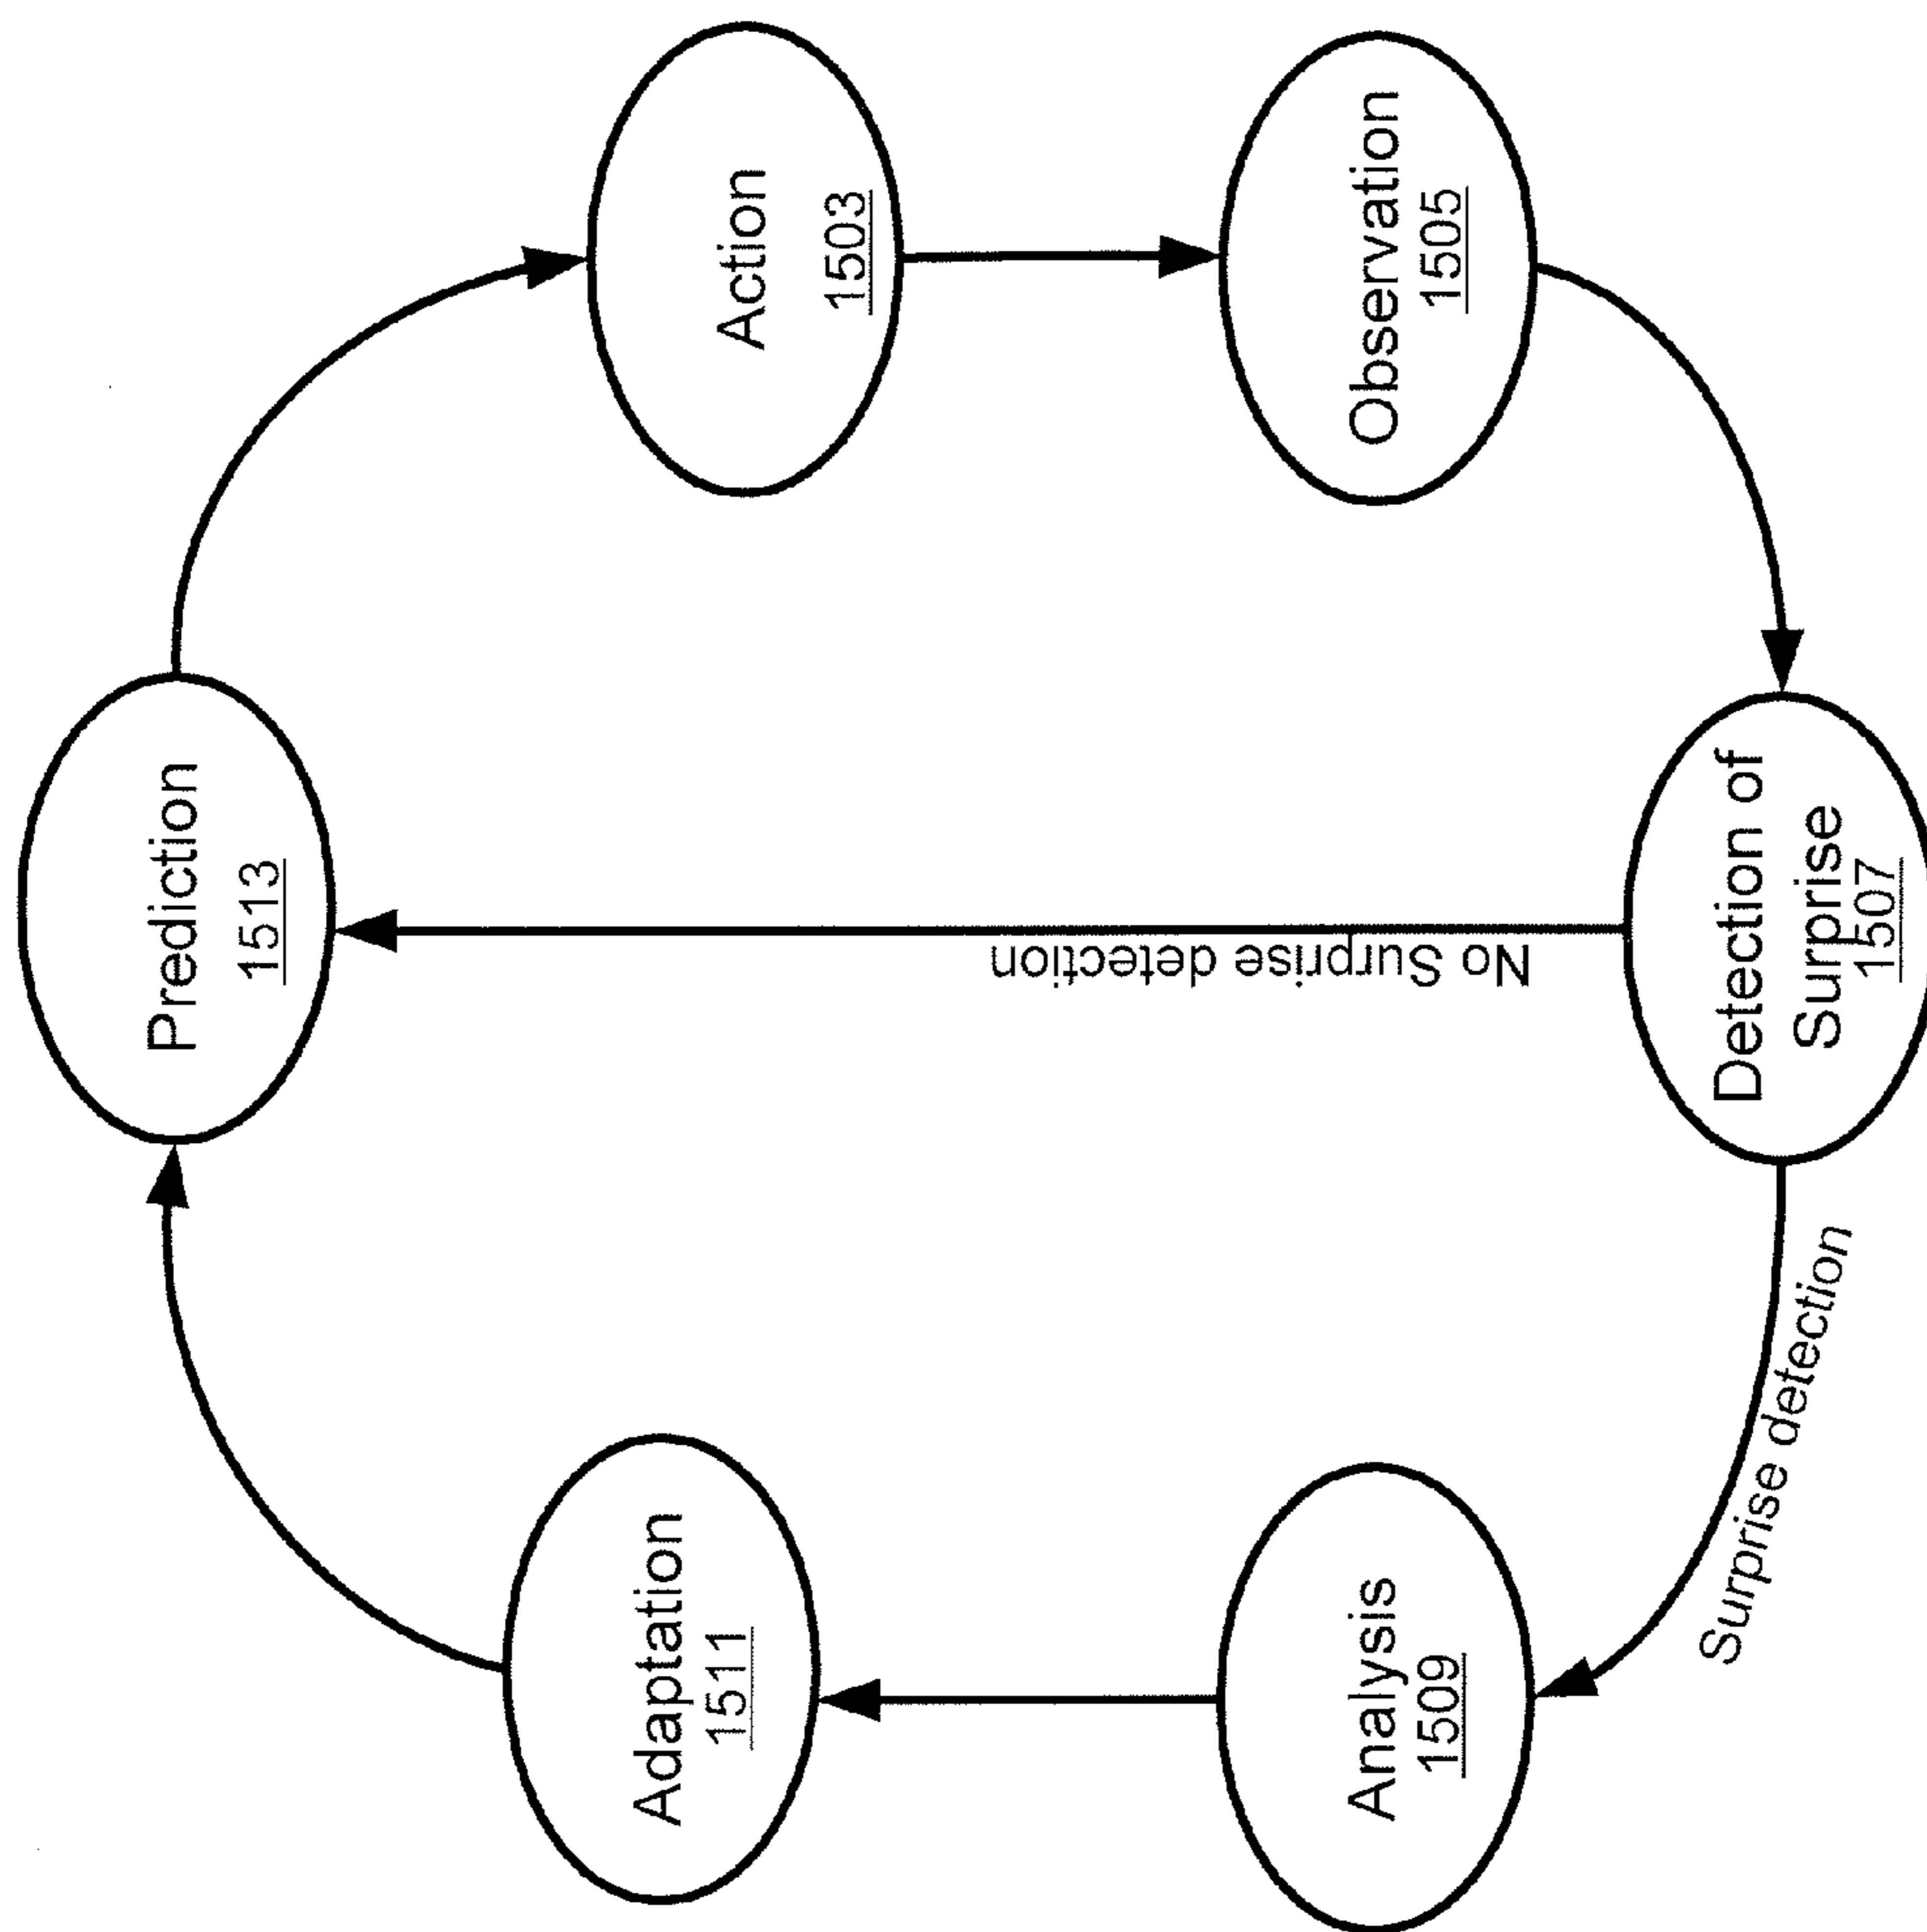 Prediction
1513
Action
1503
Observation
1505
Detection of
Surprise
1507
Analysis
1509
Adaptation
1511
No Surprise detection
Surprise detection